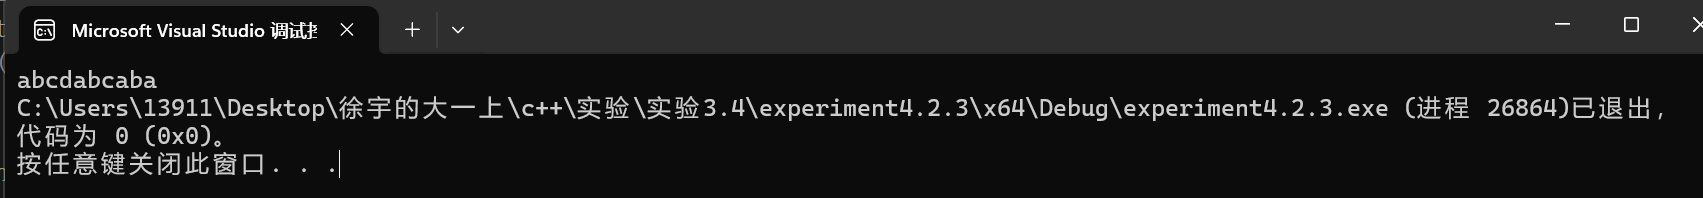 Microsoft Visual Studio 调试
abcdabcaba
C:\Users\13911\Desktop\徐宇的大一上\c++\实验\实验3.4\experiment4.2.3\x64\Debug\experiment4.2.3.exe (进程 26864)已退出，
代码为 0 (0x0)。
按任意键关闭此窗口. . .